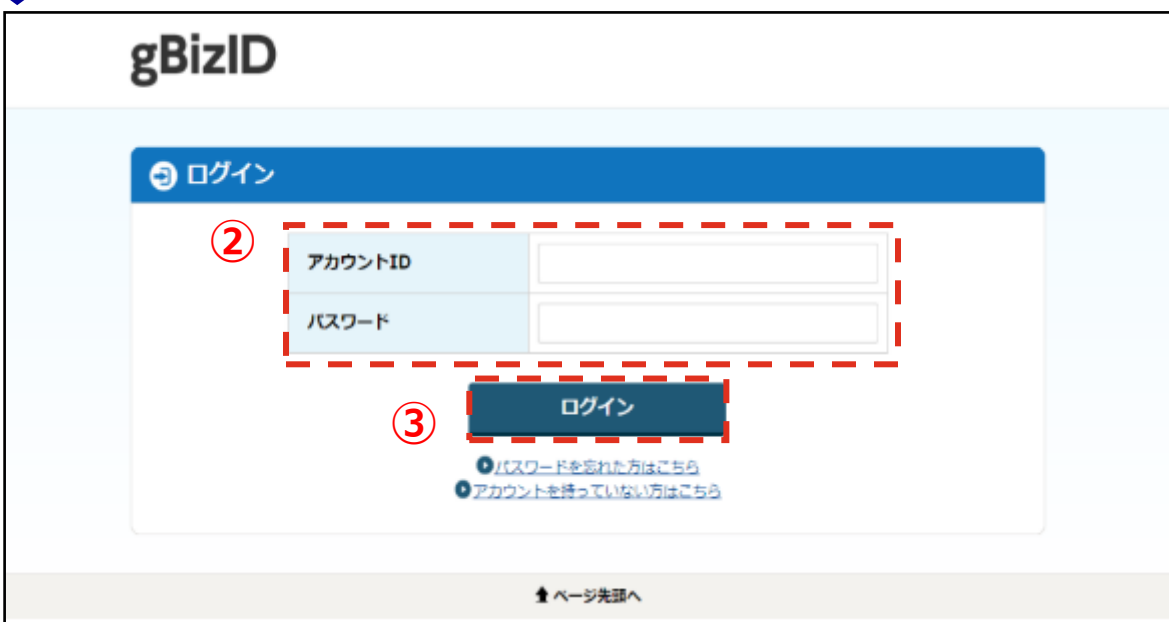 gBizID
ログイン
②
アカウントID
パスワード
③
ログイン
パスワードを忘れた方はこちら
アカウントを持っていない方はこちら
ページ先頭へ